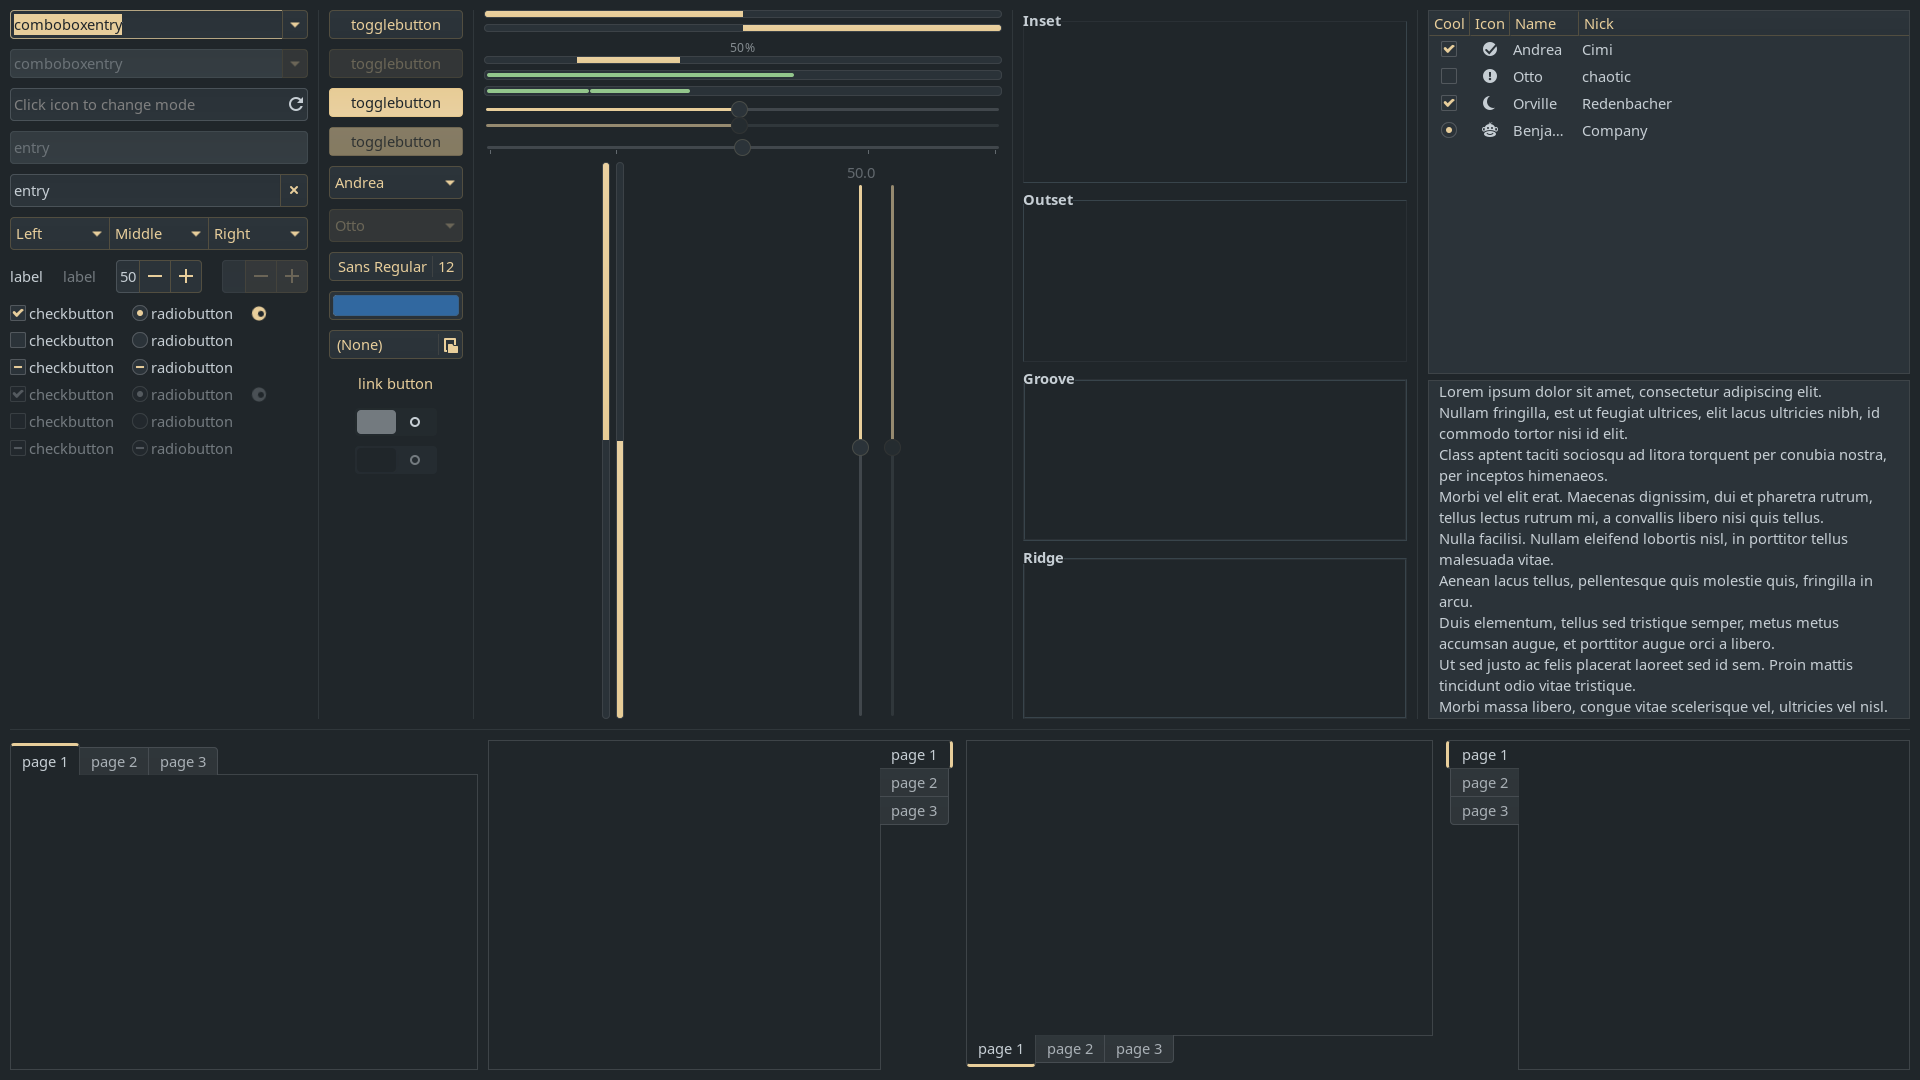 comboboxentry
comboboxentry
Click icon to change mode
entry
entry
Left Middle Right
label label 50
checkbutton radiobutton
checkbutton radiobutton
checkbutton radiobutton
checkbutton radiobutton
checkbutton radiobutton
checkbutton radiobutton
togglebutton
togglebutton
togglebutton
togglebutton
Andrea
Otto
Sans Regular 12
(None)
link button
50%
50.0
Inset
Outset
Groove
Ridge
Cool Icon Name Nick
Andrea Cimi
Otto chaotic
Orville Redenbacher
Benja... Company
Lorem ipsum dolor sit amet, consectetur adipiscing elit.
Nullam fringilla, est ut feugiat ultrices, elit lacus ultricies nibh, id
commodo tortor nisi id elit.
Class aptent taciti sociosqu ad litora torquent per conubia nostra,
per inceptos himenaeos.
Morbi vel elit erat. Maecenas dignissim, dui et pharetra rutrum,
tellus lectus rutrum mi, a convallis libero nisi quis tellus.
Nulla facilisi. Nullam eleifend lobortis nisl, in porttitor tellus
malesuada vitae.
Aenean lacus tellus, pellentesque quis molestie quis, fringilla in
arcu.
Duis elementum, tellus sed tristique semper, metus metus
accumsan augue, et porttitor augue orci a libero.
Ut sed justo ac felis placerat laoreet sed id sem. Proin mattis
tincidunt odio vitae tristique.
Morbi massa libero, congue vitae scelerisque vel, ultricies vel nisl.
page 1 page 2 page 3
page 1
page 2
page 3
page 1 page 2 page 3
page 1
page 2
page 3